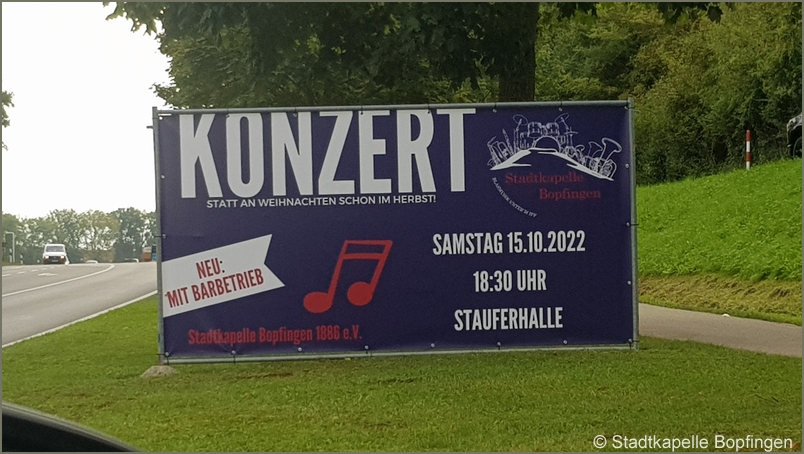 KONZERT
STATT AN WEIHNACHTEN SCHON IM HERBST!
Stadtkapelle
Bopfingen
NEU:
MIT BARBETRIEB
SAMSTAG 15.10.2022
18:30 UHR
STAUFERHALLE
Stadtkapelle Bopfingen 1886 e.V.
© Stadtkapelle Bopfingen